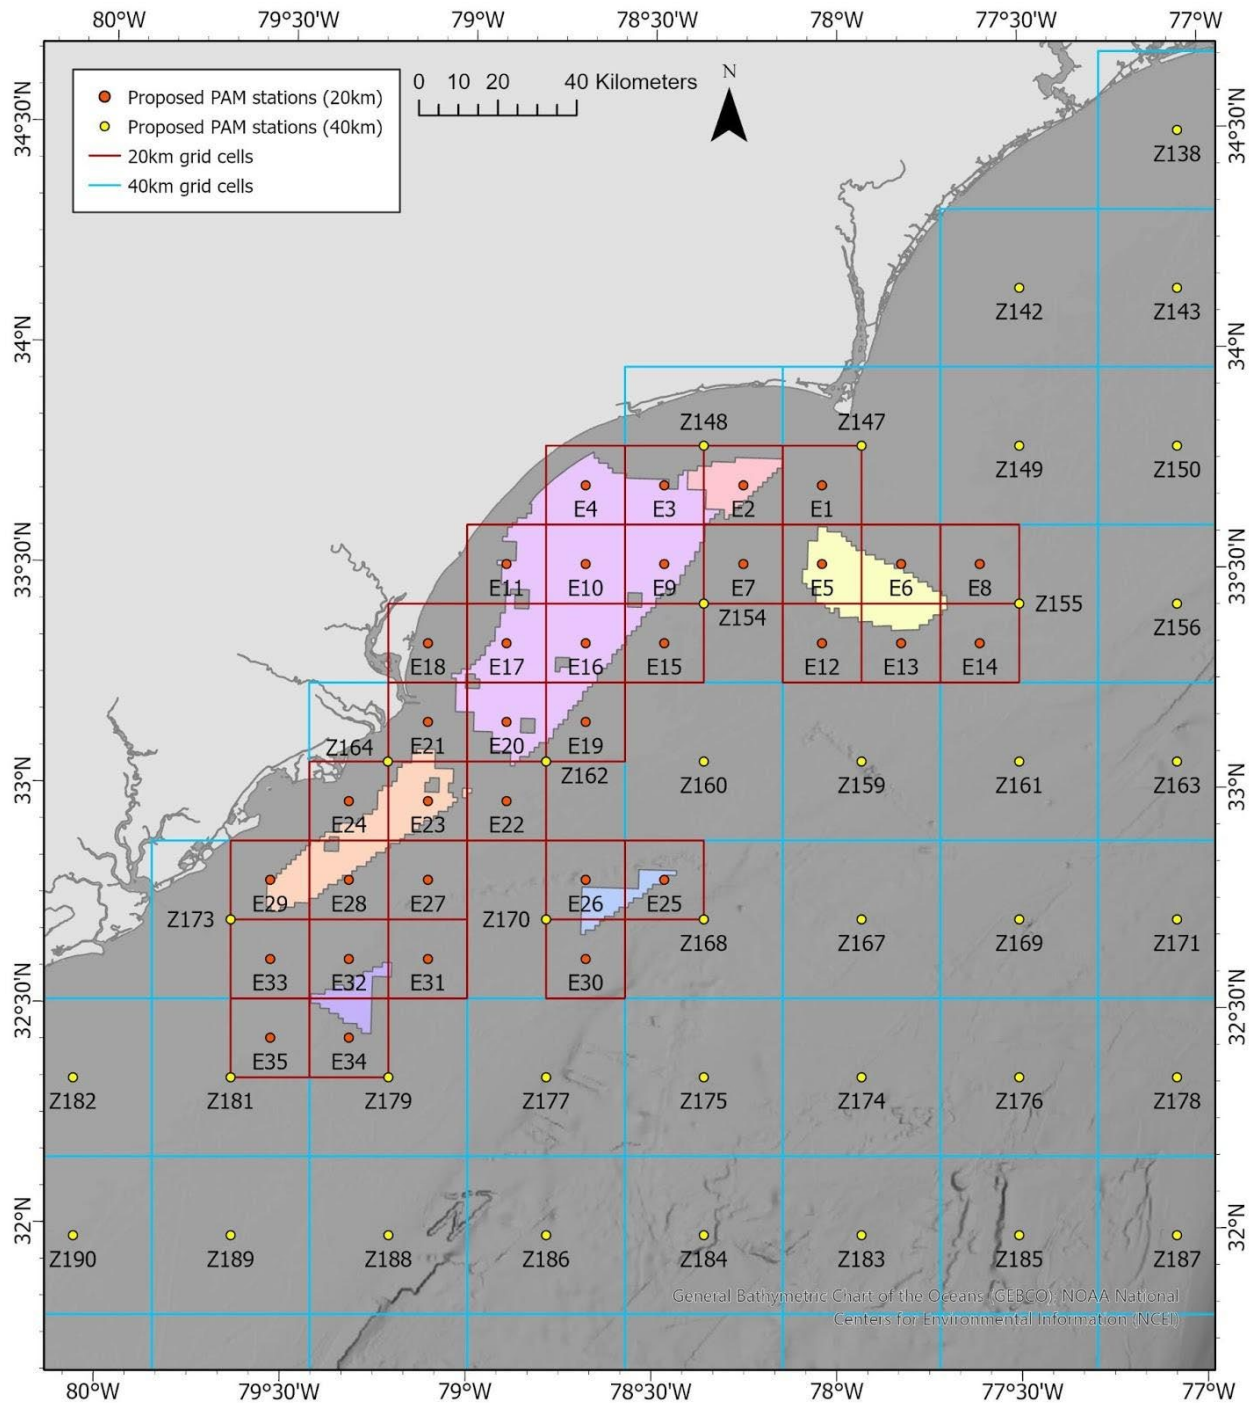 80°W 79°30'W 79°W 78°30'W 78°W 77°30'W 77°W
Proposed PAM stations (20km)
Proposed PAM stations (40km)
20km grid cells
40km grid cells
0 10 20 40 Kilometers
N
34°30'N
34°30'N
Z138
Z142 Z143
34°N
34°N
Z148 Z147
Z149 Z150
E4 E3 E2 E1
33°30'N
33°30'N
E11 E10 E9 E7 E5 E6 E8
Z154 Z155
Z156
E18 E17 E16 E15 E12 E13 E14
E21 E20 E19
Z164
Z162 Z160 Z159 Z161 Z163
33°N
33°N
E24 E23 E22
E29 E28 E27 E26 E25
Z173 Z170
Z168 Z167 Z169 Z171
E33 E32 E31 E30
32°30'N
32°30'N
E35 E34
Z182 Z181 Z179 Z177 Z175 Z174 Z176 Z178
32°N
32°N
Z190 Z189 Z188 Z186 Z184 Z183 Z185 Z187
General Bathymetric Chart of the Oceans (GEBCO); NOAA National
Centers for Environmental Information (NCEI)
80°W 79°30'W 79°W 78°30'W 78°W 77°30'W 77°W